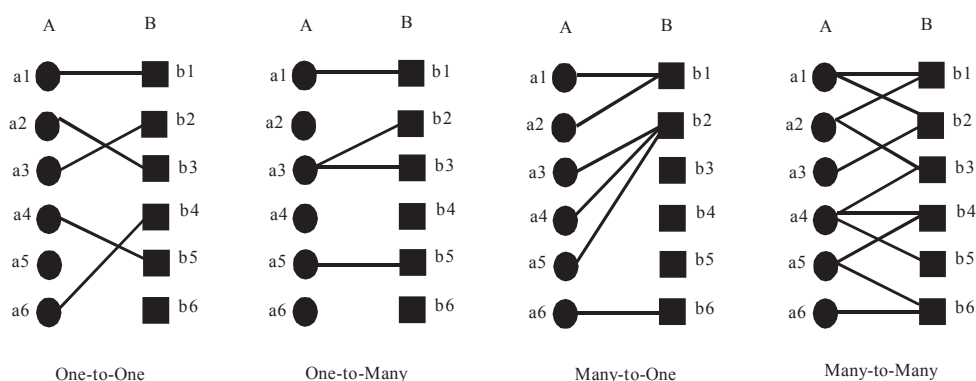 A B A B A B A B
a1 b1 a1 b1 a1 b1 a1 b1
a2 b2 a2 b2 a2 b2 a2 b2
a3 b3 a3 b3 a3 b3 a3 b3
a4 b4 a4 b4 a4 b4 a4 b4
a5 b5 a5 b5 a5 b5 a5 b5
a6 b6 a6 b6 a6 b6 a6 b6
One-to-One One-to-Many Many-to-One Many-to-Many